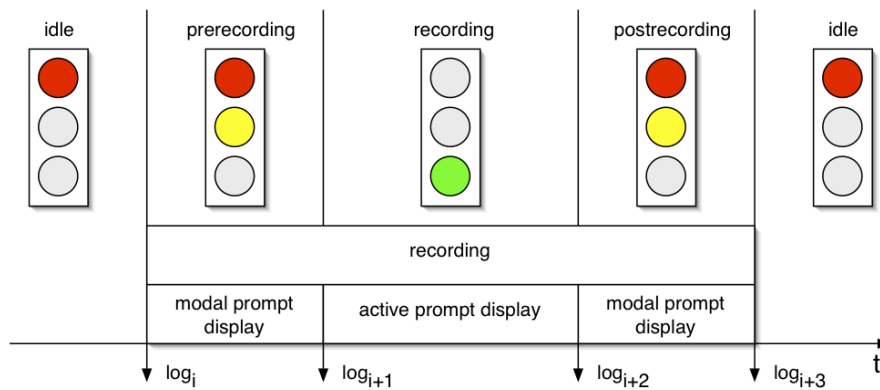 idle
prerecording
recording
postrecording
idle
recording
modal prompt
display
active prompt display
modal prompt
display
t
logi
logi+1
logi+2
logi+3